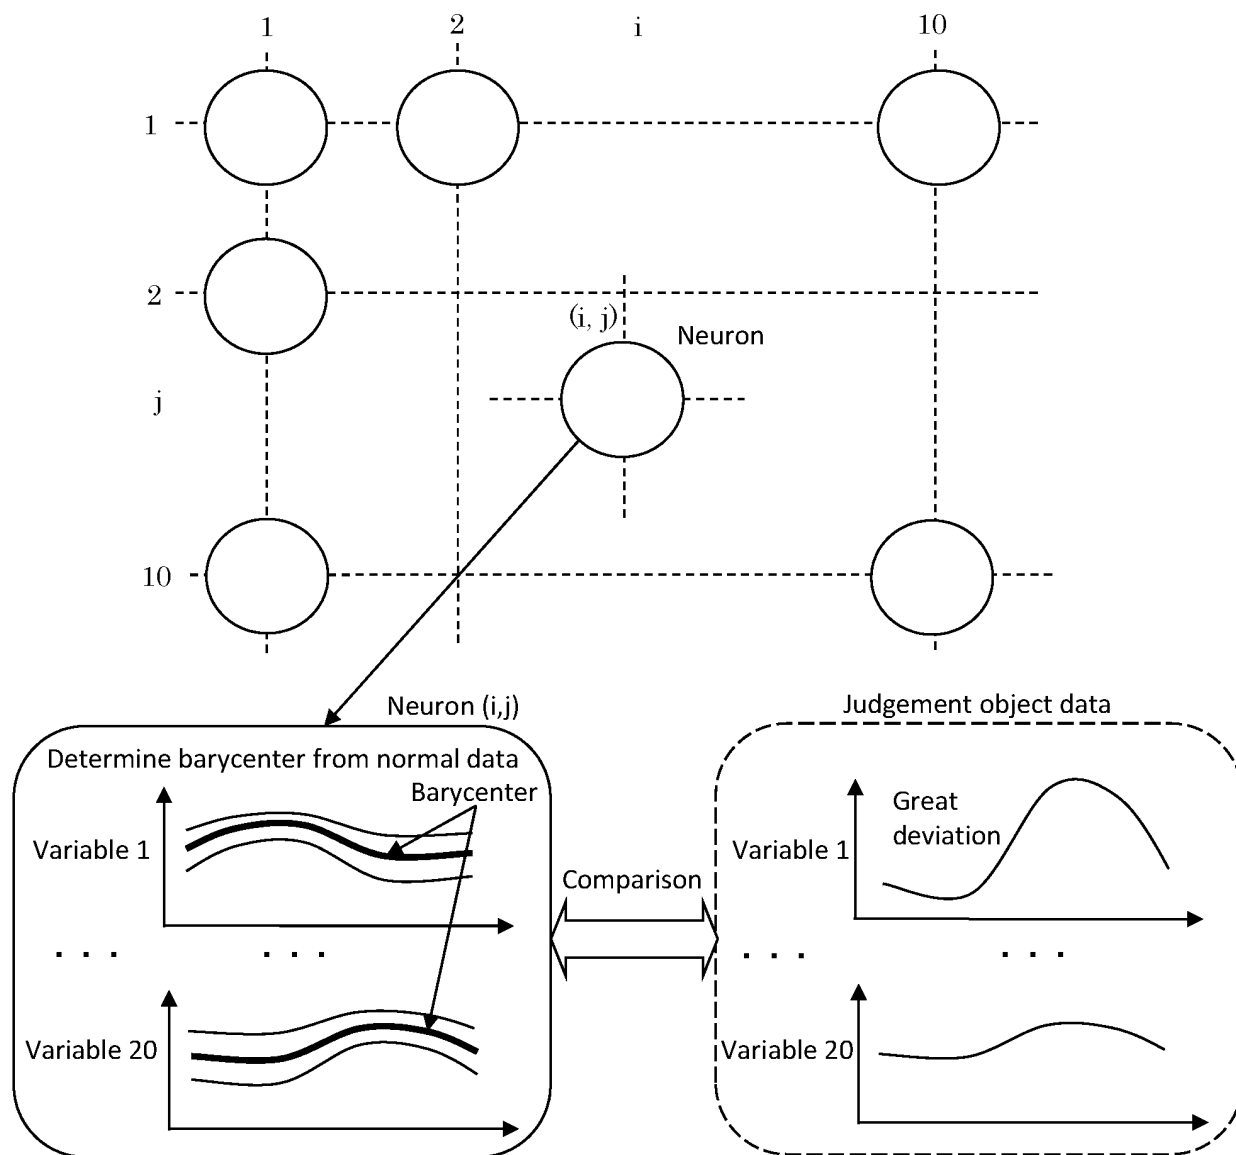 1 2 i 10
1
2
(i, j)
Neuron
j
10
Neuron (i,j)
Determine barycenter from normal data
Barycenter
Variable 1
. . . . . .
Variable 20
Comparison
Judgement object data
Great
deviation
Variable 1
. . . . . .
Variable 20